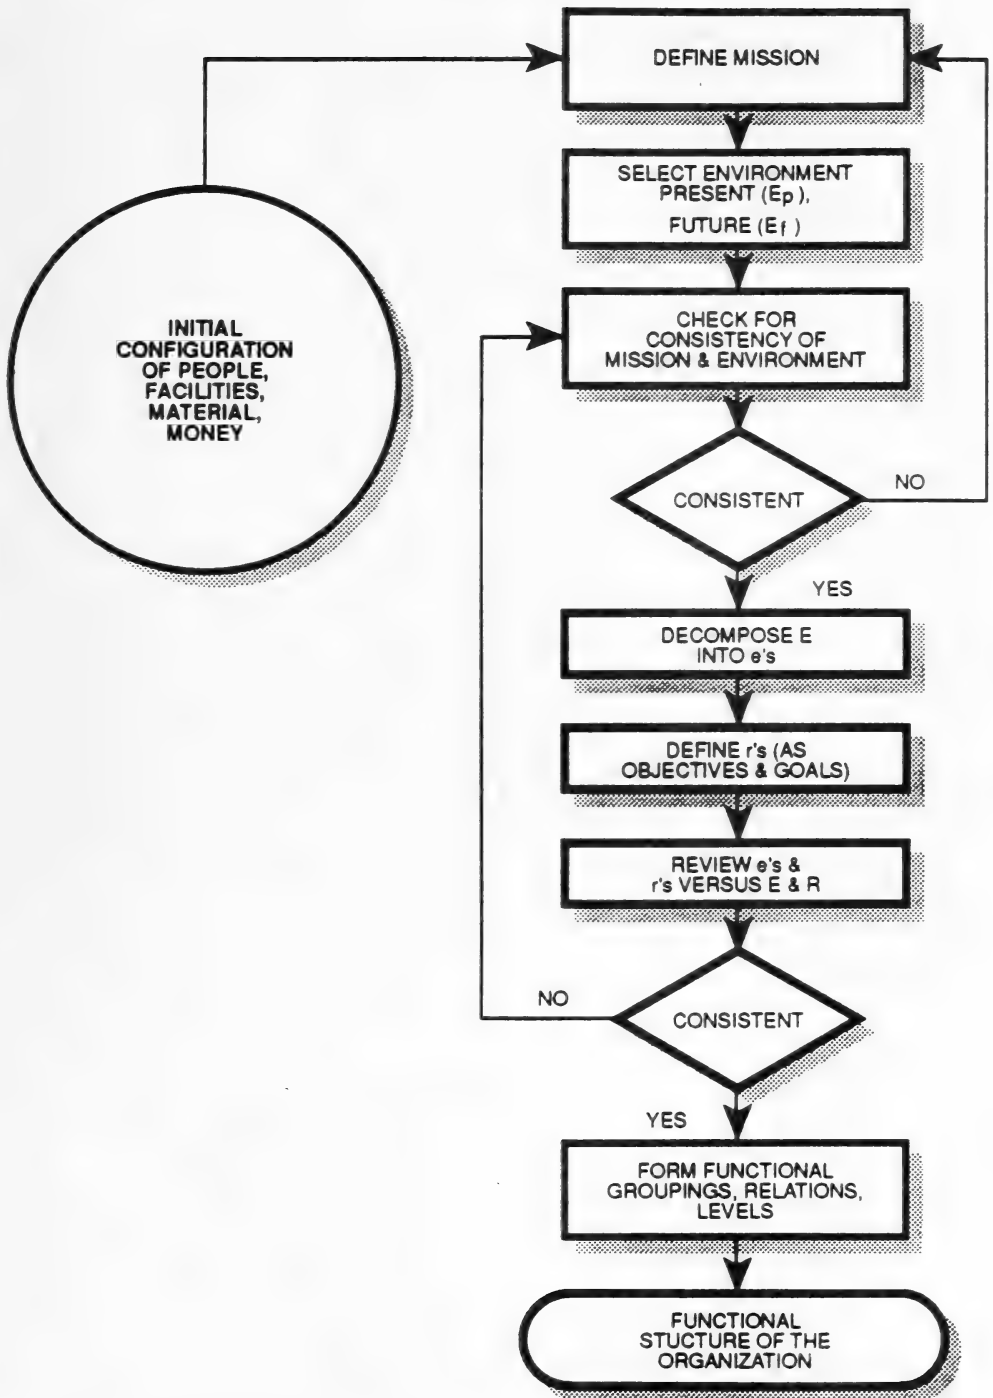 DEFINE MISSION
SELECT ENVIRONMENT
PRESENT (Ep),
FUTURE (Ef)
CHECK FOR
CONSISTENCY OF
MISSION & ENVIRONMENT
INITIAL
CONFIGURATION
OF PEOPLE,
FACILITIES,
MATERIAL,
MONEY
CONSISTENT
NO
YES
DECOMPOSE E
INTO e's
DEFINE r's (AS
OBJECTIVES & GOALS)
REVIEW e's &
r's VERSUS E & R
NO
CONSISTENT
YES
FORM FUNCTIONAL
GROUPINGS, RELATIONS,
LEVELS
FUNCTIONAL
STUCTURE OF THE
ORGANIZATION